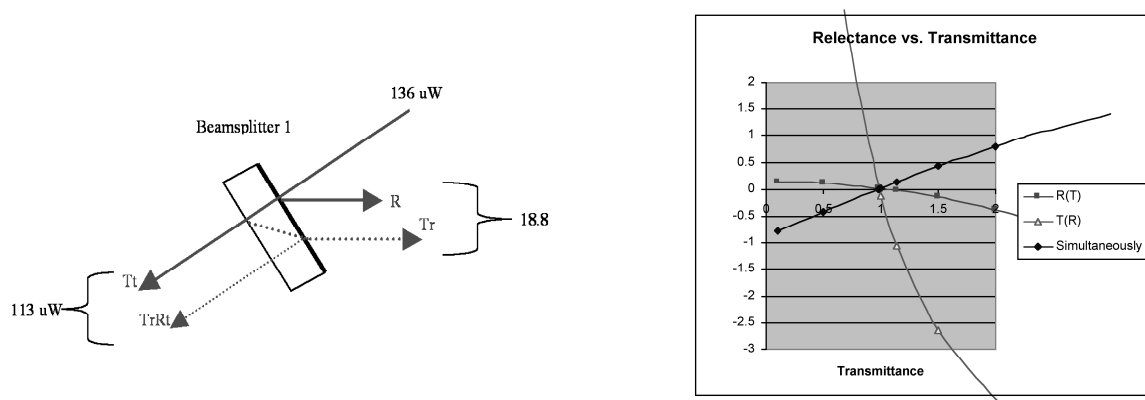 136 uW
Beamsplitter 1
R
Tr
18.8
Tt
113 uW
TrRt
Relectance vs. Transmittance
2
1.5
1
0.5
0
-0.5
-1
-1.5
-2
-2.5
-3
0 0.5 1 1.5 2
Transmittance
R(T)
T(R)
Simultaneously